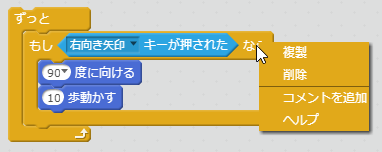 ずっと
もし 右向き矢印 キーが押された なら
90 度に向ける
10 歩動かす
複製
削除
コメントを追加
ヘルプ